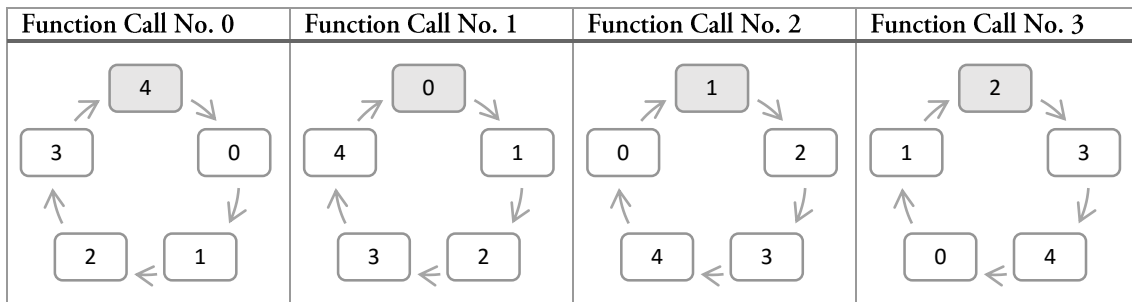 Function Call No. 0 Function Call No. 1 Function Call No. 2 Function Call No. 3
4 0 1 2
3 0 4 1 0 2 1 3
2 1 3 2 4 3 0 4